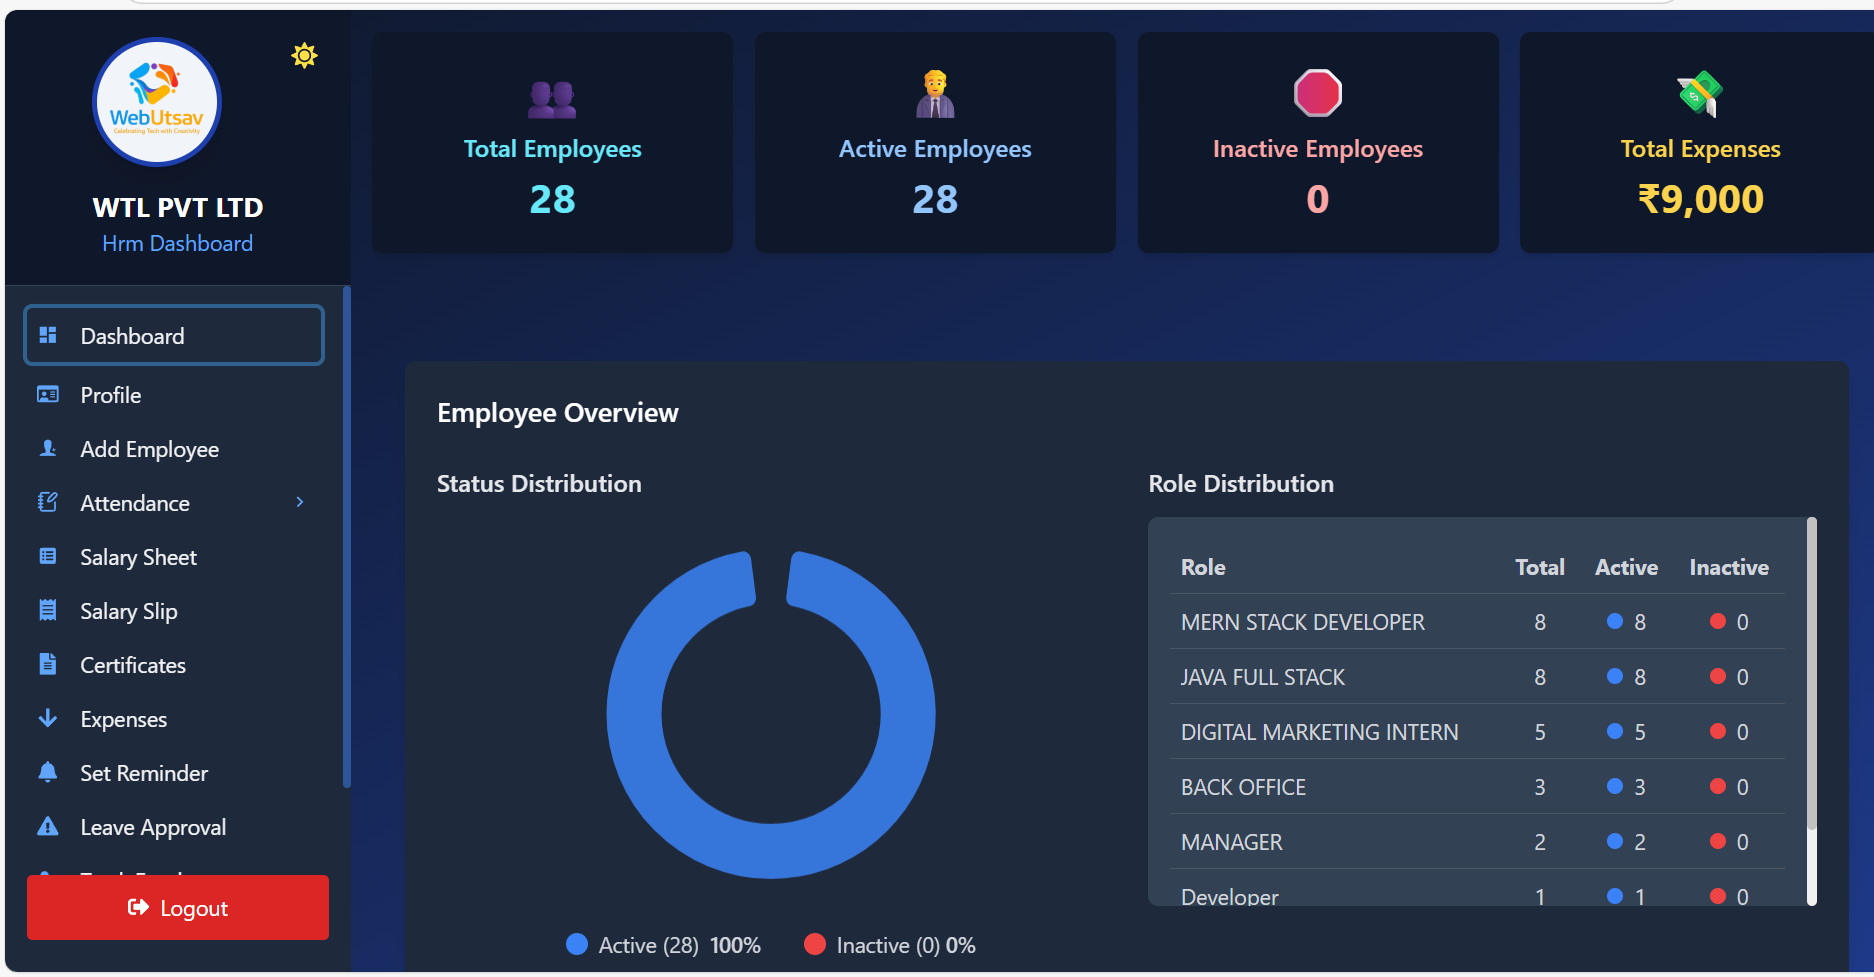 WebUtsav
Celebrating Tech with Creativity
WTL PVT LTD
Hrm Dashboard
Dashboard
Profile
Add Employee
Attendance
Salary Sheet
Salary Slip
Certificates
Expenses
Set Reminder
Leave Approval
Logout
Total Employees
28
Active Employees
28
Inactive Employees
0
Total Expenses
₹9,000
Employee Overview
Status Distribution
Active (28) 100% Inactive (0) 0%
Role Distribution
Role Total Active Inactive
MERN STACK DEVELOPER 8 8 0
JAVA FULL STACK 8 8 0
DIGITAL MARKETING INTERN 5 5 0
BACK OFFICE 3 3 0
MANAGER 2 2 0
Developer 1 1 0